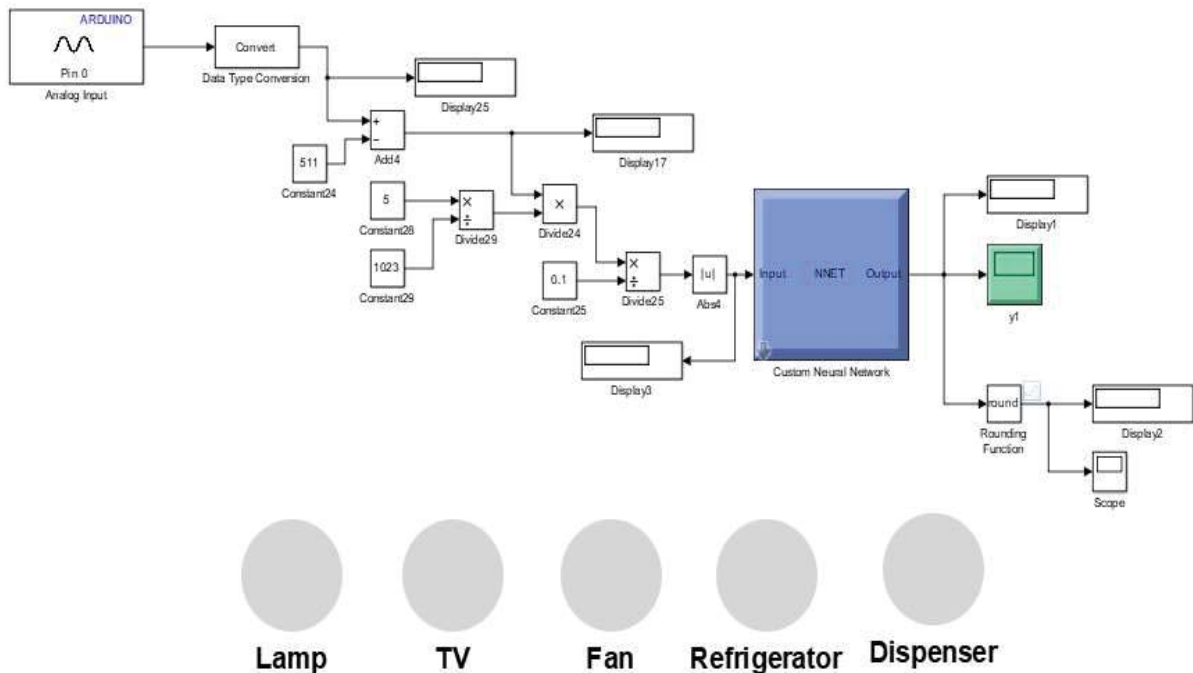 ARDUINO
Pin 0
Analog Input
Convert
Data Type Conversion
Display25
+
−
Add4
511
Constant24
Display17
5
Constant28
×
÷
Divide29
×
Divide24
1023
Constant29
0.1
Constant25
×
÷
Divide25
|u|
Abs4
Display3
Input
NNET
Output
Custom Neural Network
Display1
y1
round
Rounding
Function
Display2
Scope
Lamp
TV
Fan
Refrigerator
Dispenser